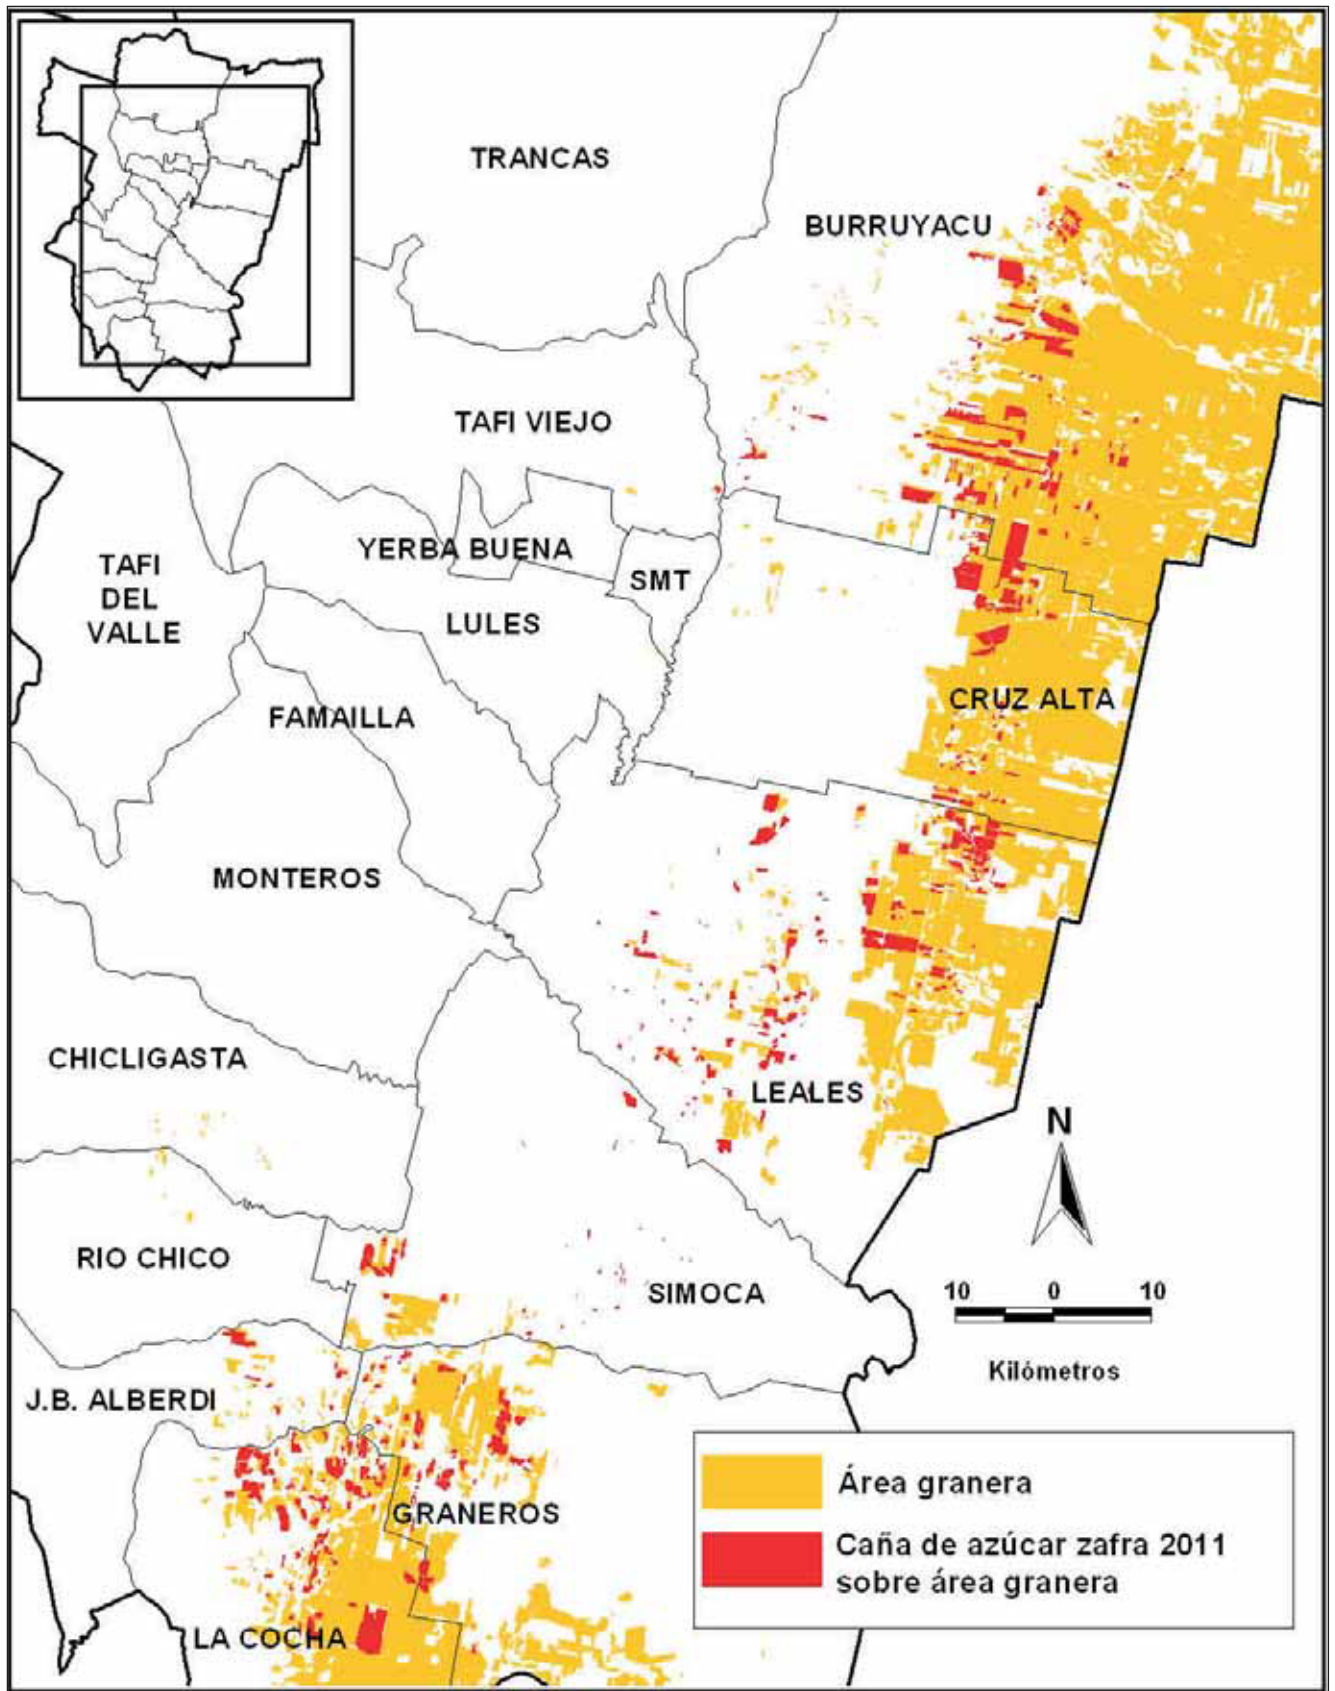 TRANCAS
BURRUYACU
TAFI VIEJO
YERBA BUENA
SMT
TAFI
DEL
VALLE
LULES
CRUZ ALTA
FAMAILLA
MONTEROS
CHICLIGASTA
LEALES
N
RIO CHICO
SIMOCA
10 0 10
Kilómetros
J.B. ALBERDI
GRANEROS
LA COCHA
Área granera
Caña de azúcar zafra 2011
sobre área granera